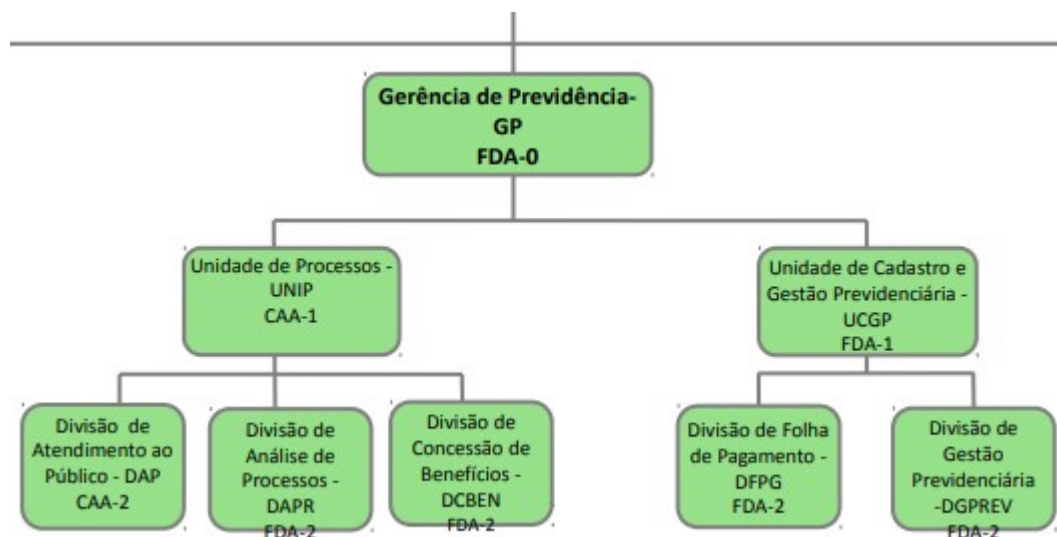 Gerência de Previdência-
GP
FDA-0
Unidade de Processos -
UNIP
CAA-1
Unidade de Cadastro e
Gestão Previdenciária -
UCGP
FDA-1
Divisão de
Atendimento ao
Público - DAP
CAA-2
Divisão de
Análise de
Processos -
DAPR
FDA-2
Divisão de
Concessão de
Benefícios -
DCBEN
FDA-2
Divisão de Folha
de Pagamento -
DFPG
FDA-2
Divisão de
Gestão
Previdenciária
-DGPREV
FDA-2